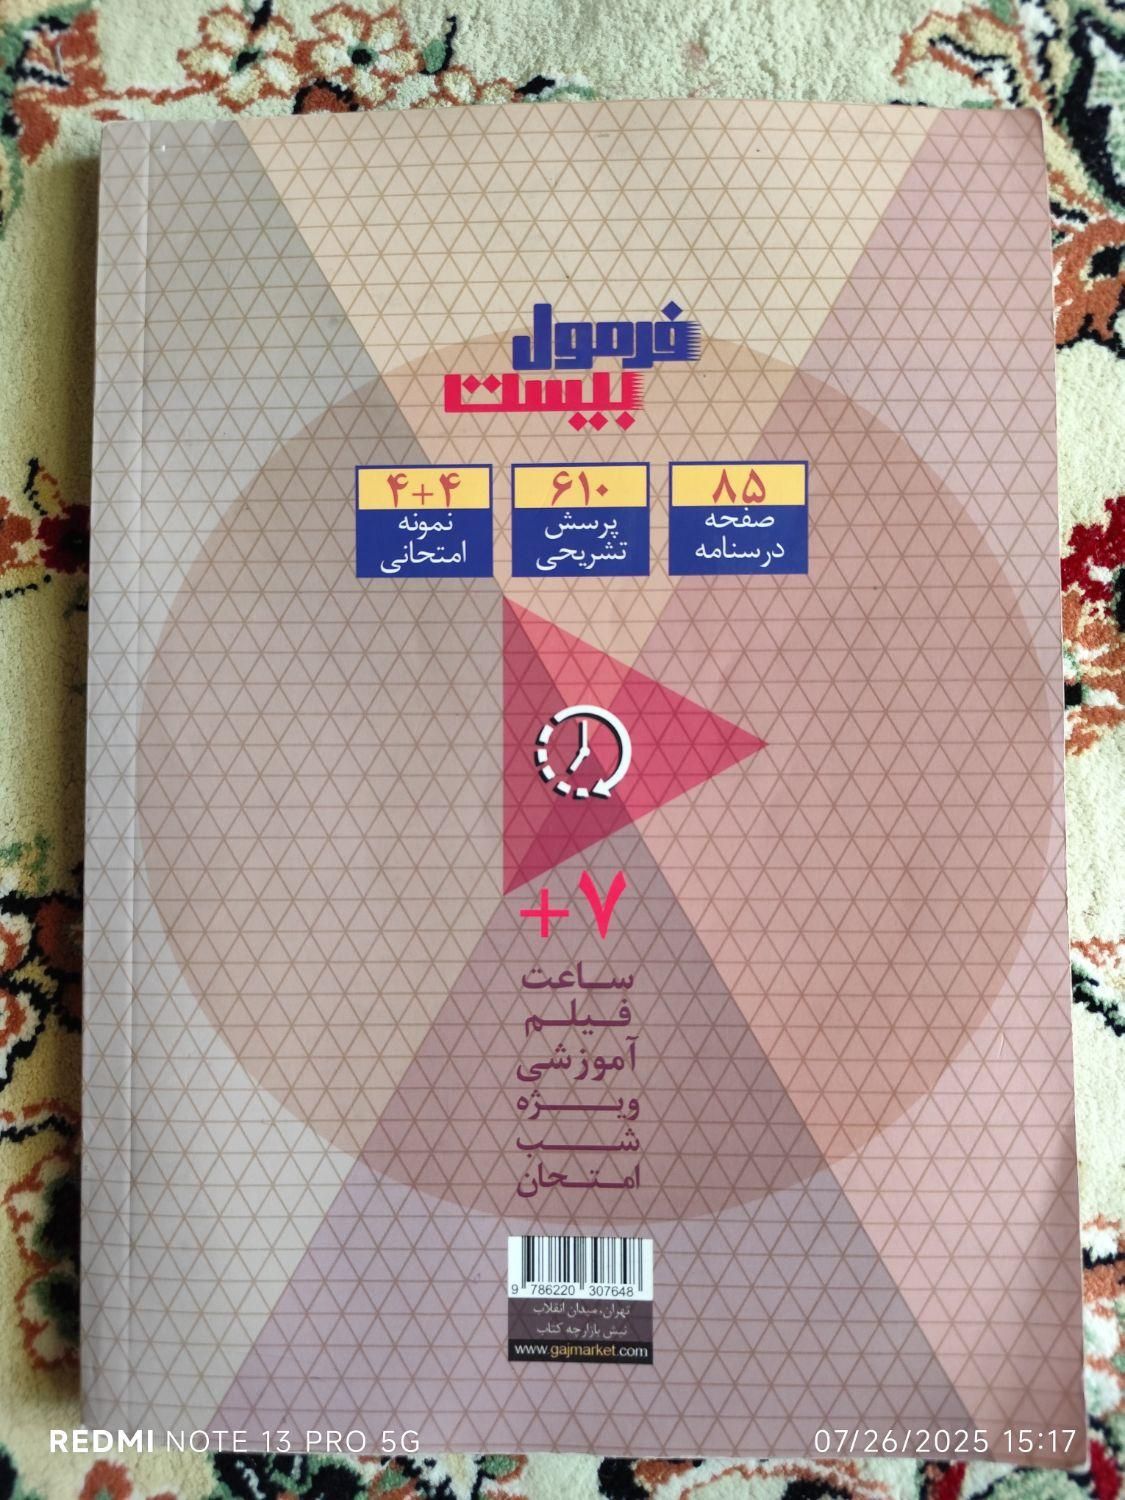 فرمول
بیست
۸۵
صفحه
درسنامه
۶۱۰
پرسش
تشریحی
۴+۴
نمونه
امتحانی
+۷
ساعت
فیلم
آموزشی
ویژه
شب
امتحان
9 786220 307648
تهران، میدان انقلاب
نبش بازارچه کتاب
www.gajmarket.com
REDMI NOTE 13 PRO 5G
07/26/2025 15:17